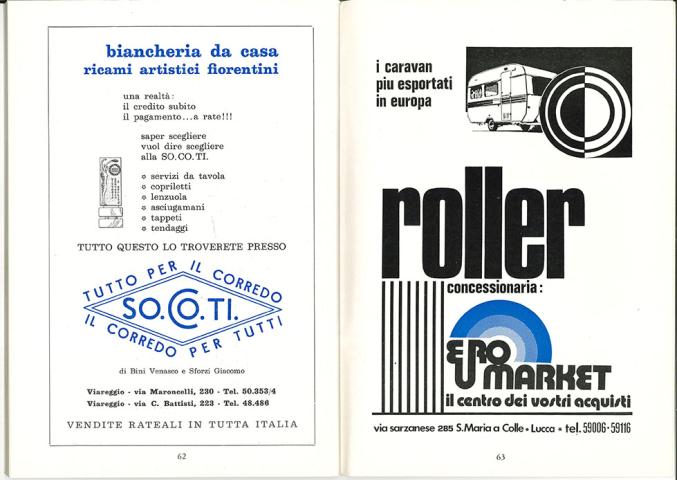 biancheria da casa
ricami artistici fiorentini
una realtà:
il credito subito
il pagamento...a rate!!!
saper scegliere
vuol dire scegliere
alla SO.CO.TI.
* servizi da tavola
* copriletti
* lenzuola
* asciugamani
* tappeti
* tendaggi
TUTTO QUESTO LO TROVERETE PRESSO
TUTTO PER IL CORREDO
SO.CO.TI.
IL CORREDO PER TUTTI
di Bini Venasco e Sforzi Giacomo
Viareggio - via Maroncelli, 230 - Tel. 50.353/4
Viareggio - via C. Battisti, 223 - Tel. 48.486
VENDITE RATEALI IN TUTTA ITALIA
62
i caravan
piu esportati
in europa
roller
concessionaria:
EURO
MARKET
il centro dei vostri acquisti
via sarzanese 285 S.Maria a Colle • Lucca • tel. 59006-59116
63